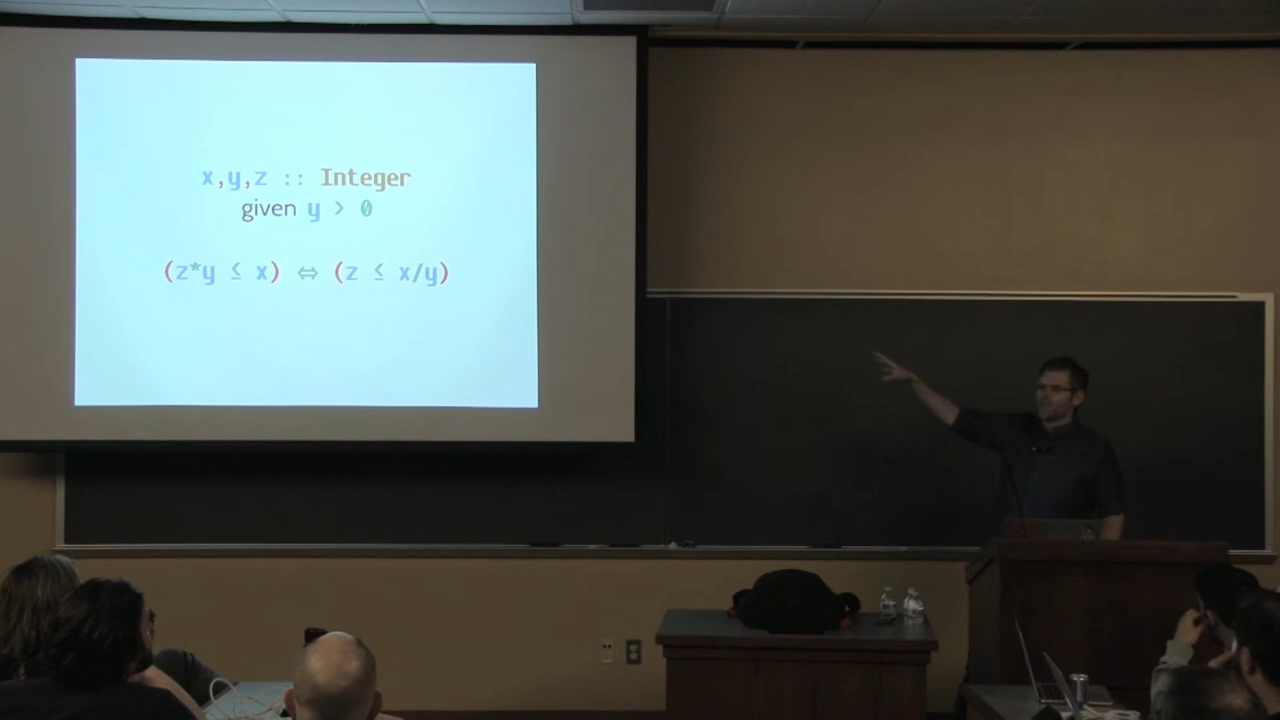 x,y,z :: Integer
given y > 0
(z*y ≤ x) ⇔ (z ≤ x/y)